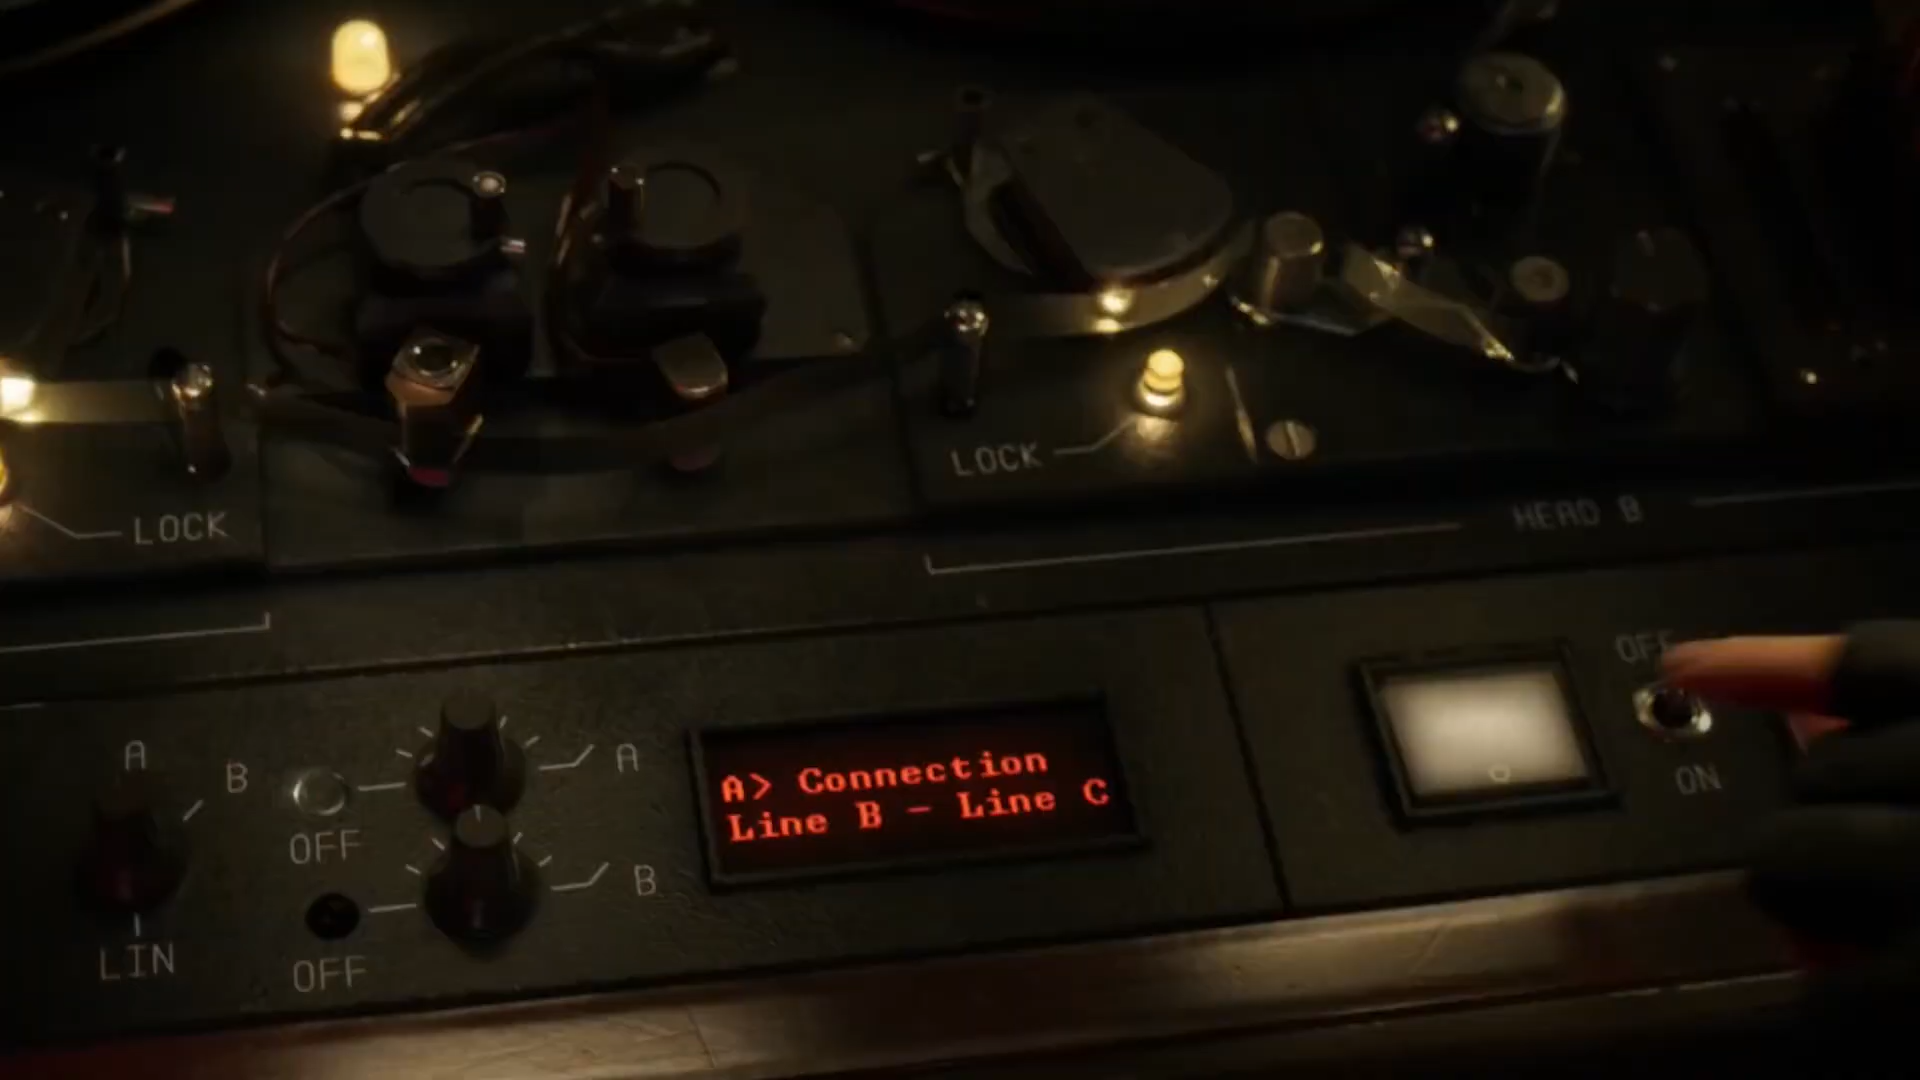 LOCK
LOCK
HEAD B
OFF
ON
A
B
OFF
A
LIN
OFF
B
A> Connection
Line B - Line C